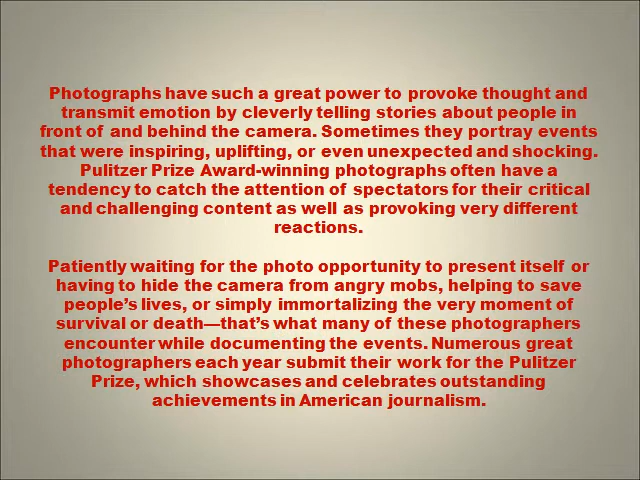 Photographs have such a great power to provoke thought and
transmit emotion by cleverly telling stories about people in
front of and behind the camera. Sometimes they portray events
that were inspiring, uplifting, or even unexpected and shocking.
Pulitzer Prize Award-winning photographs often have a
tendency to catch the attention of spectators for their critical
and challenging content as well as provoking very different
reactions.
Patiently waiting for the photo opportunity to present itself or
having to hide the camera from angry mobs, helping to save
people’s lives, or simply immortalizing the very moment of
survival or death—that’s what many of these photographers
encounter while documenting the events. Numerous great
photographers each year submit their work for the Pulitzer
Prize, which showcases and celebrates outstanding
achievements in American journalism.